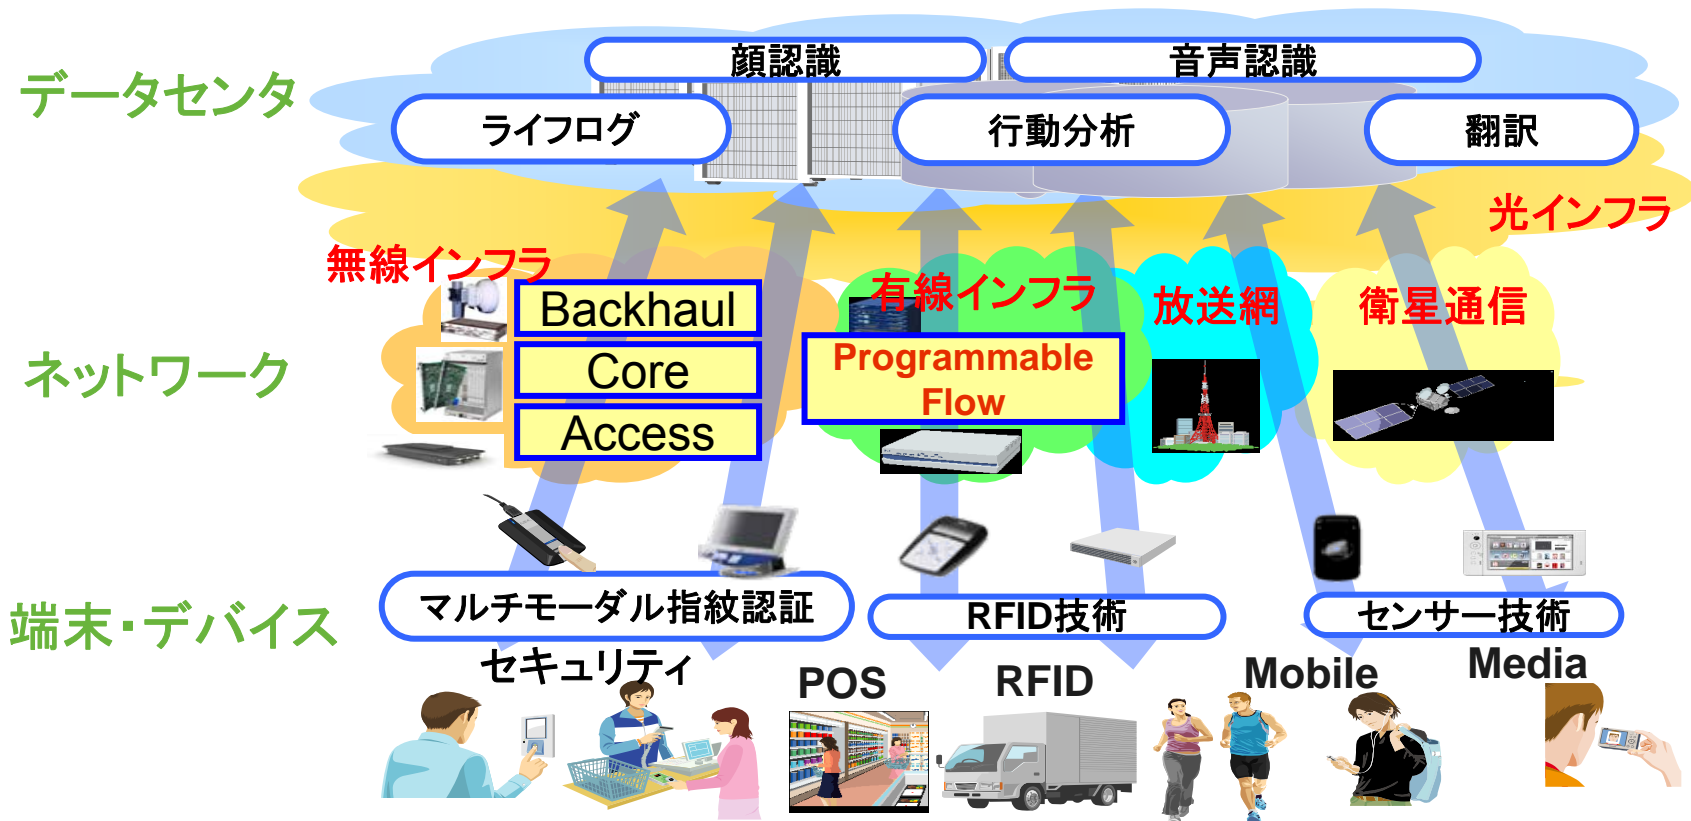 顔認識
音声認識
データセンタ
ライフログ
行動分析
翻訳
光インフラ
無線インフラ
有線インフラ
放送網
衛星通信
Backhaul
ネットワーク
Core
Programmable
Flow
Access
端末・デバイス
マルチモーダル指紋認証
RFID技術
センサー技術
セキュリティ
POS
RFID
Mobile
Media